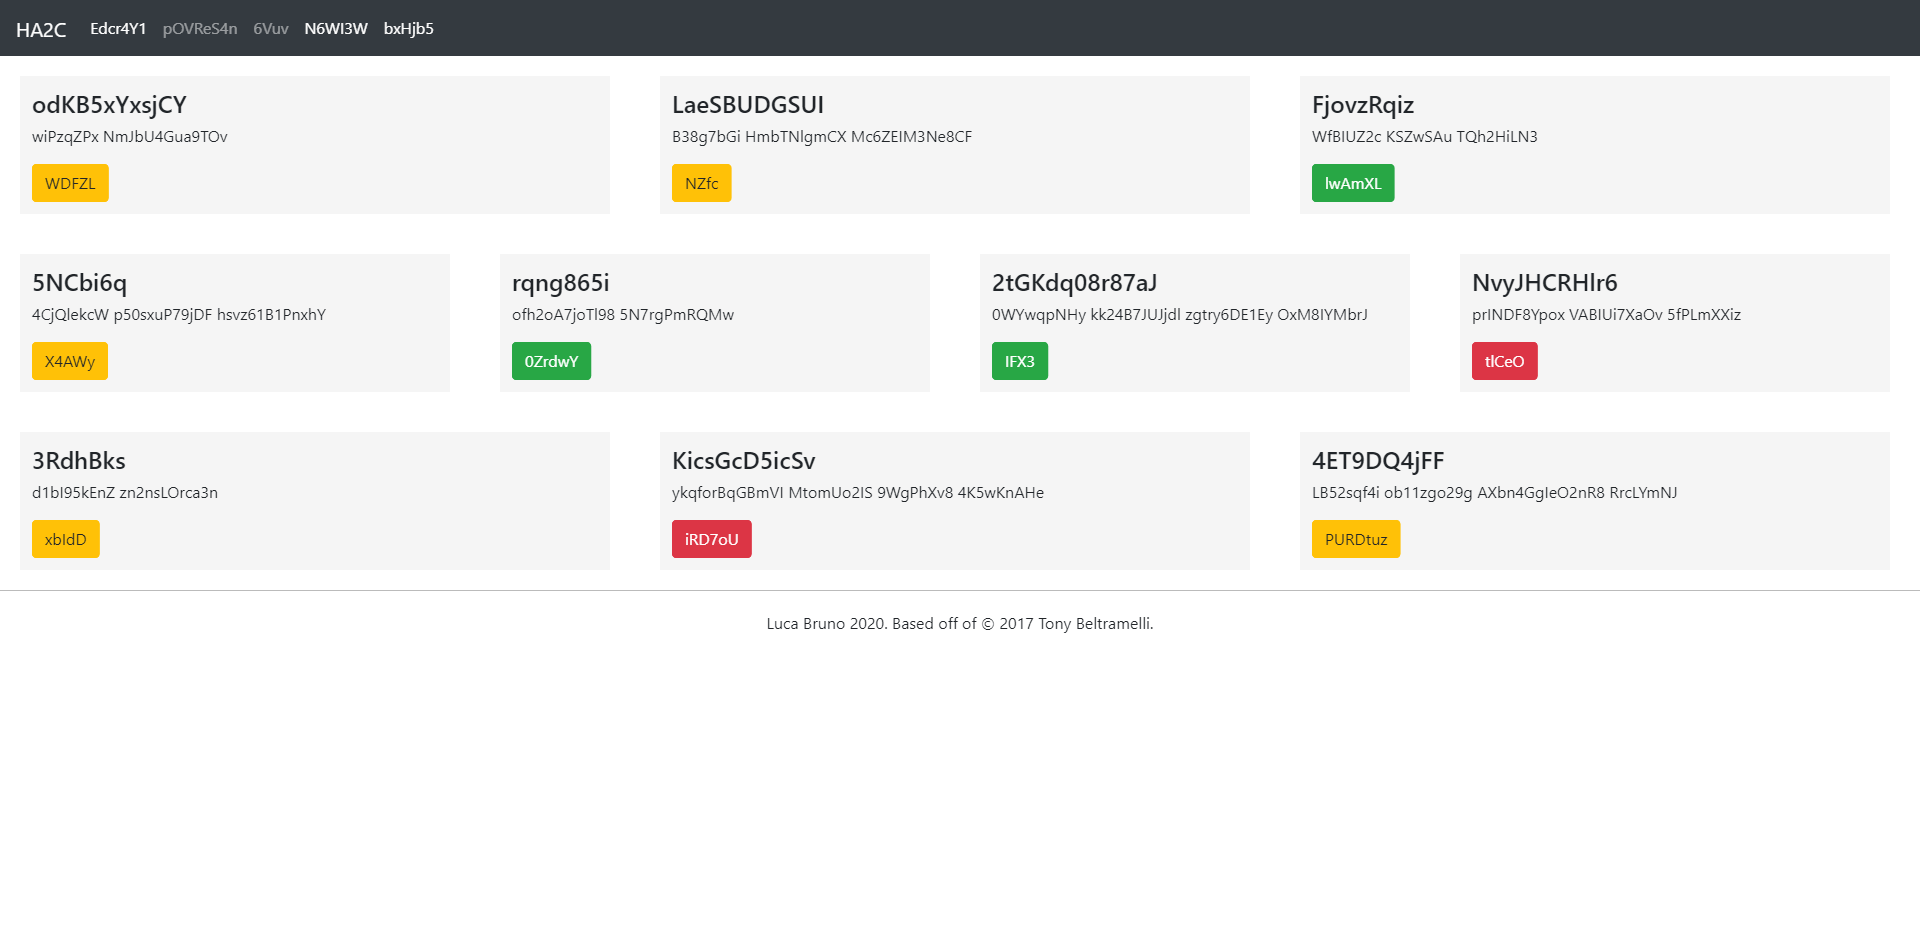 HA2C Edcr4Y1 pOVReS4n 6Vuv N6WI3W bxHjb5
odKB5xYxsjCY
wiPzqZPx NmJbU4Gua9TOv
WDFZL
LaeSBUDGSUI
B38g7bGi HmbTNlgmCX Mc6ZEIM3Ne8CF
NZfc
FjovzRqiz
WfBIUZ2c KSZwSAu TQh2HiLN3
lwAmXL
5NCbi6q
4CjQlekcW p50sxuP79jDF hsvz61B1PnxhY
X4AWy
rqng865i
ofh2oA7joTl98 5N7rgPmRQMw
0ZrdwY
2tGKdq08r87aJ
0WYwqpNHy kk24B7JUJjdl zgtry6DE1Ey OxM8IYMbrJ
IFX3
NvyJHCRHlr6
prINDF8Ypox VABIUi7XaOv 5fPLmXXiz
tlCeO
3RdhBks
d1bI95kEnZ zn2nsLOrca3n
xbIdD
KicsGcD5icSv
ykqforBqGBmVI MtomUo2IS 9WgPhXv8 4K5wKnAHe
iRD7oU
4ET9DQ4jFF
LB52sqf4i ob11zgo29g AXbn4GgIeO2nR8 RrcLYmNJ
PURDtuz
Luca Bruno 2020. Based off of © 2017 Tony Beltramelli.